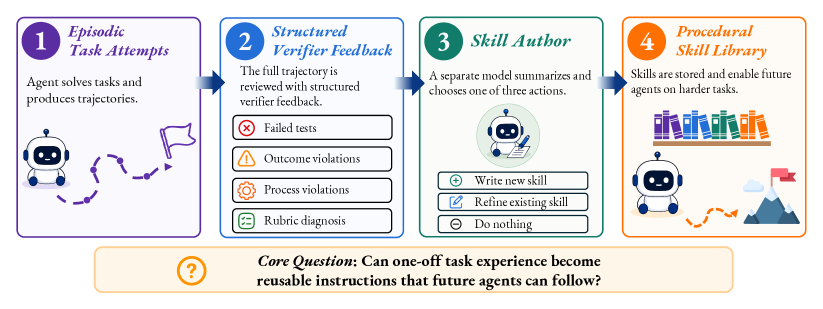 1
Episodic
Task Attempts
Agent solves tasks and
produces trajectories.
2
Structured
Verifier Feedback
The full trajectory is
reviewed with structured
verifier feedback.
Failed tests
Outcome violations
Process violations
Rubric diagnosis
3
Skill Author
A separate model summarizes and
chooses one of three actions.
Write new skill
Refine existing skill
Do nothing
4
Procedural
Skill Library
Skills are stored and enable future
agents on harder tasks.
?
Core Question: Can one-off task experience become
reusable instructions that future agents can follow?